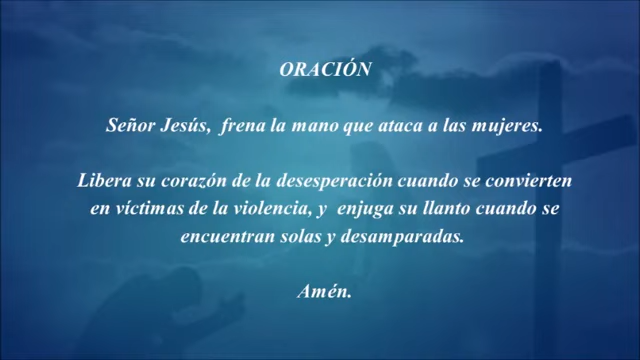 ORACIÓN
Señor Jesús, frena la mano que ataca a las mujeres.
Libera su corazón de la desesperación cuando se convierten
en víctimas de la violencia, y enjuga su llanto cuando se
encuentran solas y desamparadas.
Amén.